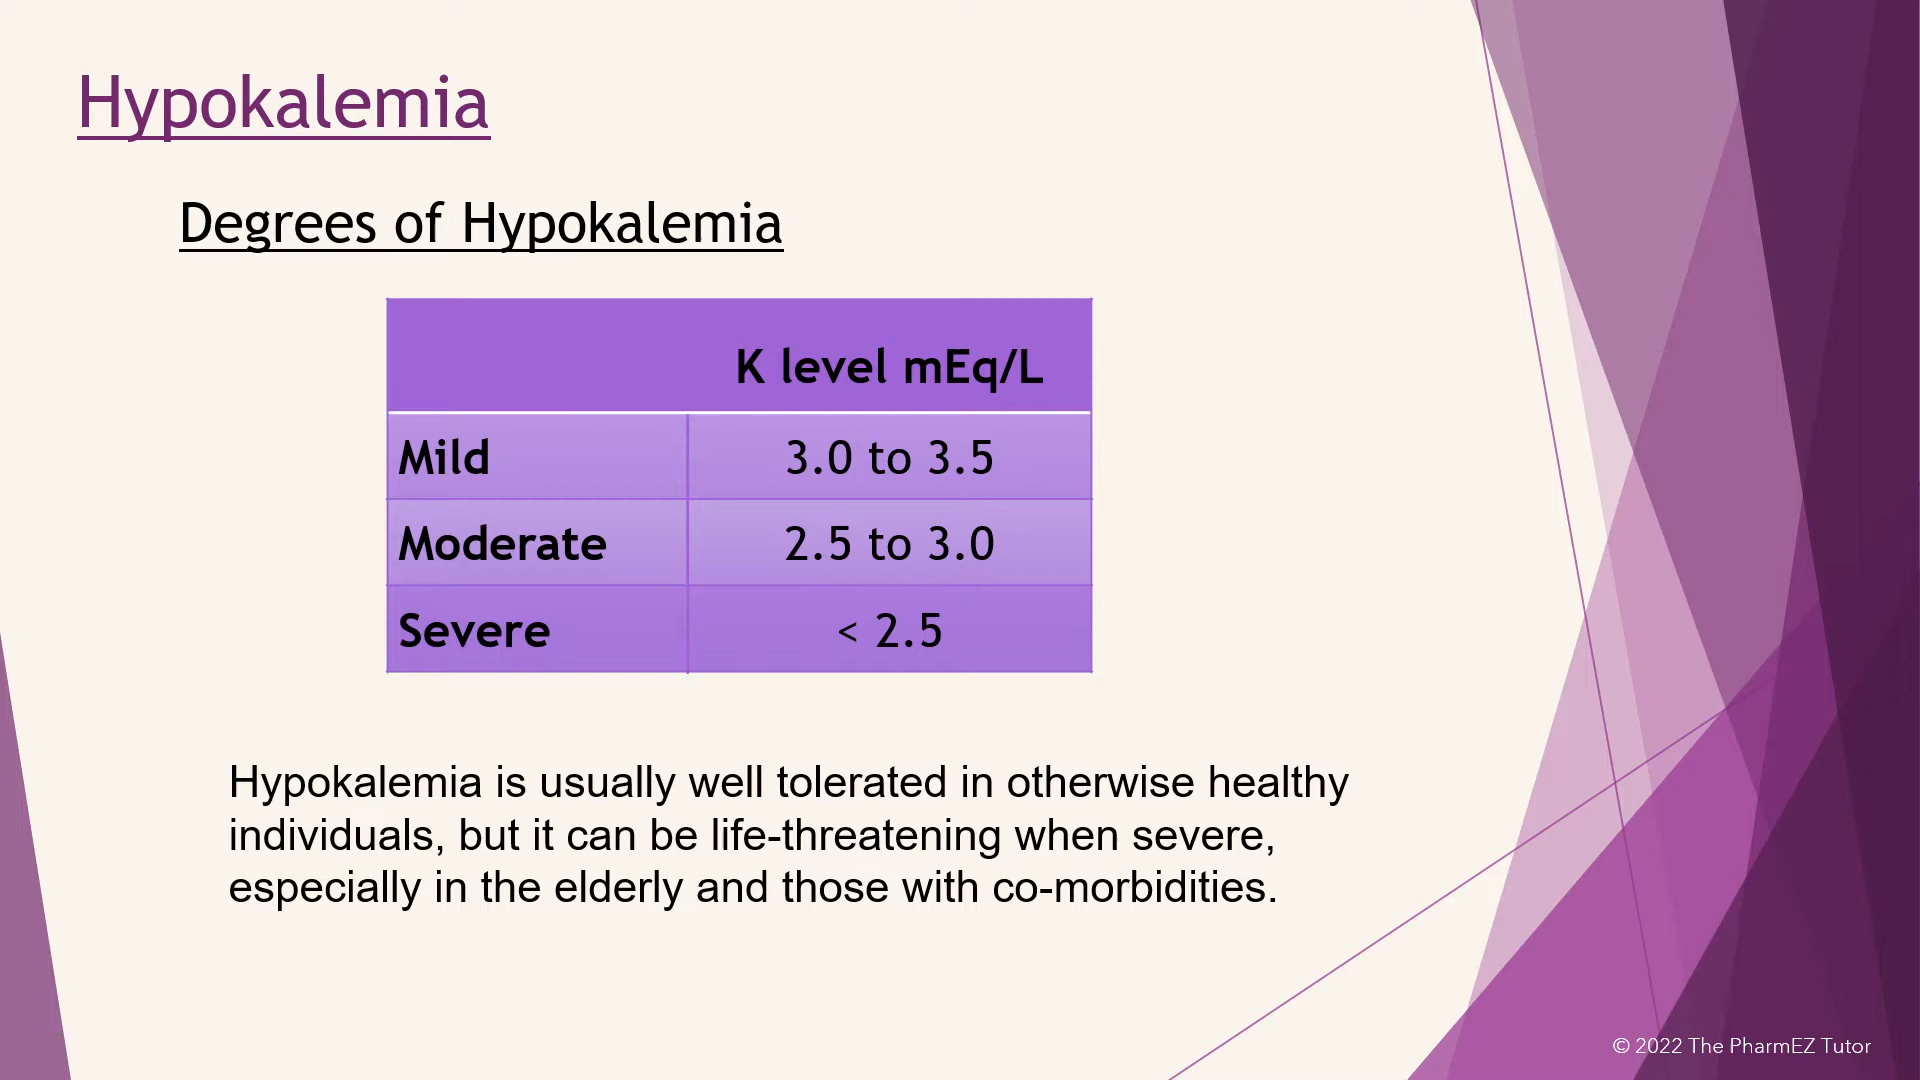 Hypokalemia
Degrees of Hypokalemia
K level mEq/L
Mild 3.0 to 3.5
Moderate 2.5 to 3.0
Severe < 2.5
Hypokalemia is usually well tolerated in otherwise healthy
individuals, but it can be life-threatening when severe,
especially in the elderly and those with co-morbidities.
© 2022 The PharmEZ Tutor